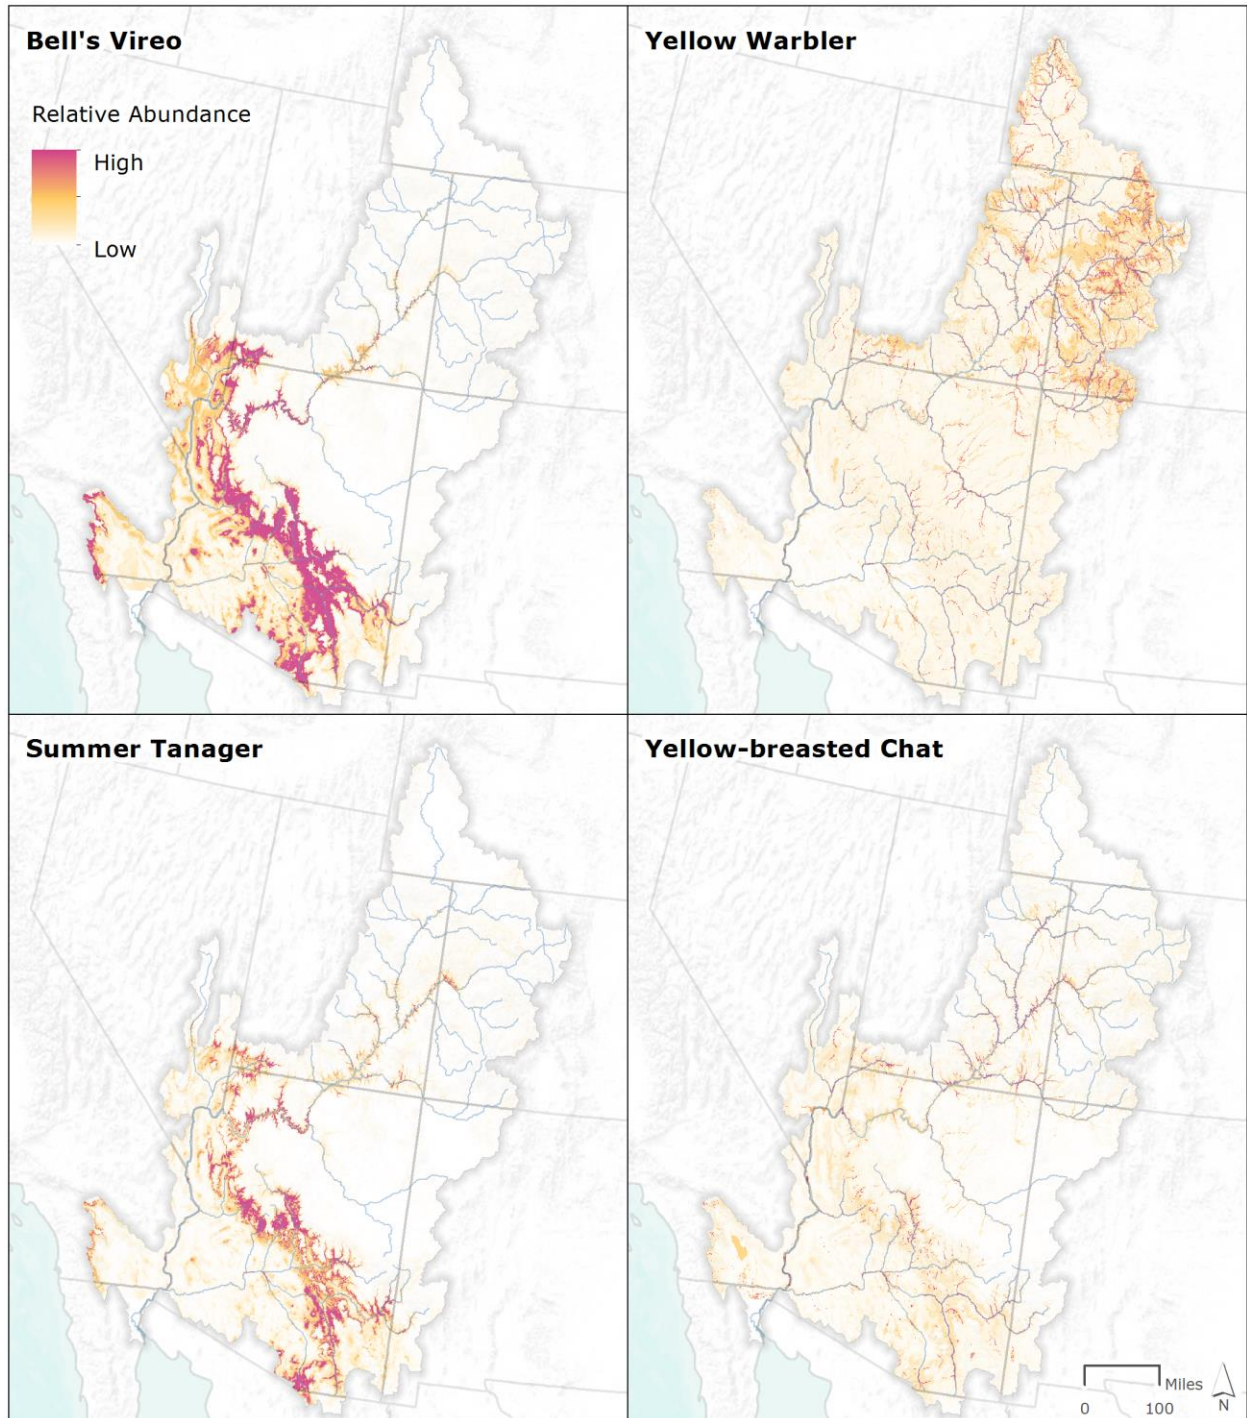 Bell's Vireo
Yellow Warbler
Relative Abundance
High
Low
Summer Tanager
Yellow-breasted Chat
Miles
0 100
N